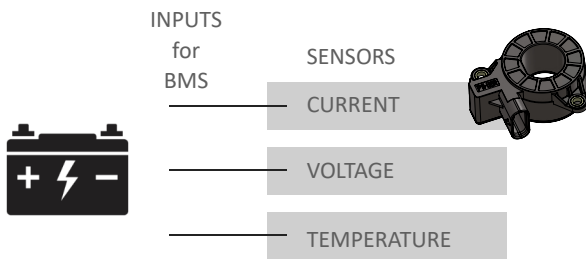 INPUTS
for
BMS
SENSORS
CURRENT
VOLTAGE
TEMPERATURE
+ −